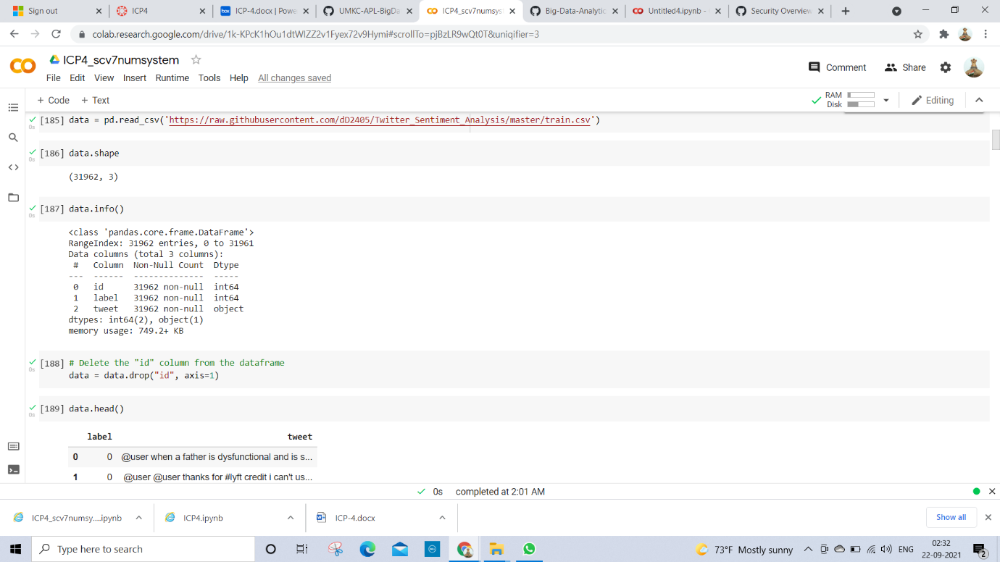 Sign out
ICP4
ICP-4.docx | Powe
UMKC-APL-BigDa
ICP4_scv7numsys
Big-Data-Analytic
Untitled4.ipynb -
Security Overview
colab.research.google.com/drive/1k-KPcK1hOu1dtWIZZ2v1Fyex72v9Hymi#scrollTo=pjBzLR9wQt0T&uniqifier=3
ICP4_scv7numsystem
File Edit View Insert Runtime Tools Help All changes saved
Comment Share
+ Code + Text
RAM
Disk
Editing
[185] data = pd.read_csv('https://raw.githubusercontent.com/dD2405/Twitter_Sentiment_Analysis/master/train.csv')
0s
[186] data.shape
0s
(31962, 3)
[187] data.info()
0s
<class 'pandas.core.frame.DataFrame'>
RangeIndex: 31962 entries, 0 to 31961
Data columns (total 3 columns):
# Column Non-Null Count Dtype
--- ------ -------------- -----
0 id 31962 non-null int64
1 label 31962 non-null int64
2 tweet 31962 non-null object
dtypes: int64(2), object(1)
memory usage: 749.2+ KB
[188] # Delete the "id" column from the dataframe
0s
data = data.drop("id", axis=1)
[189] data.head()
0s
label tweet
0 0 @user when a father is dysfunctional and is s...
1 0 @user @user thanks for #lyft credit i can't us...
0s completed at 2:01 AM
ICP4_scv7numsy....ipynb
ICP4.ipynb
ICP-4.docx
Show all
Type here to search
73°F Mostly sunny
ENG
02:32
22-09-2021
2